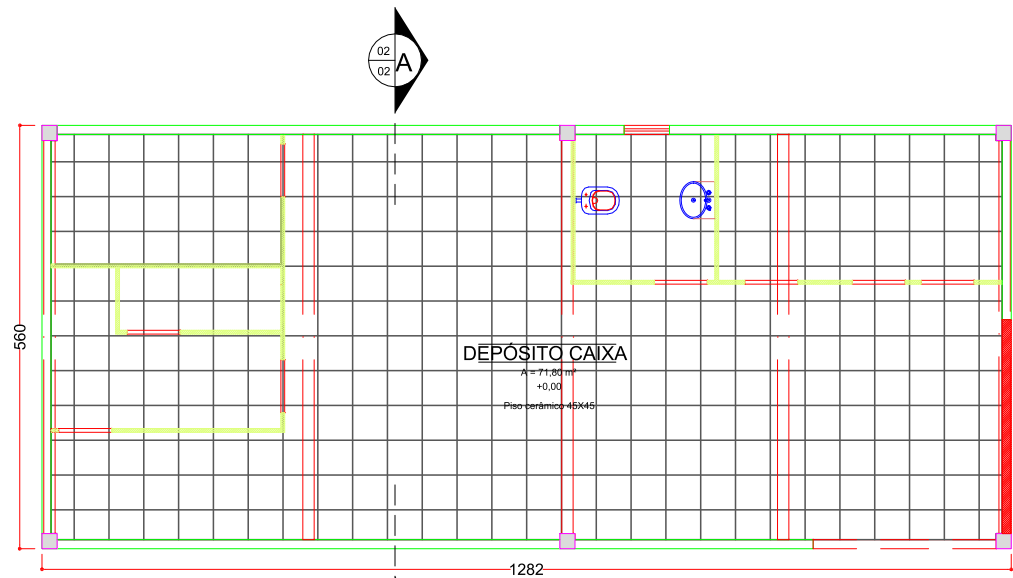 02
02
A
560
DEPÓSITO CAIXA
A = 71,80 m²
+0,00
Piso cerâmico 45X45
1282